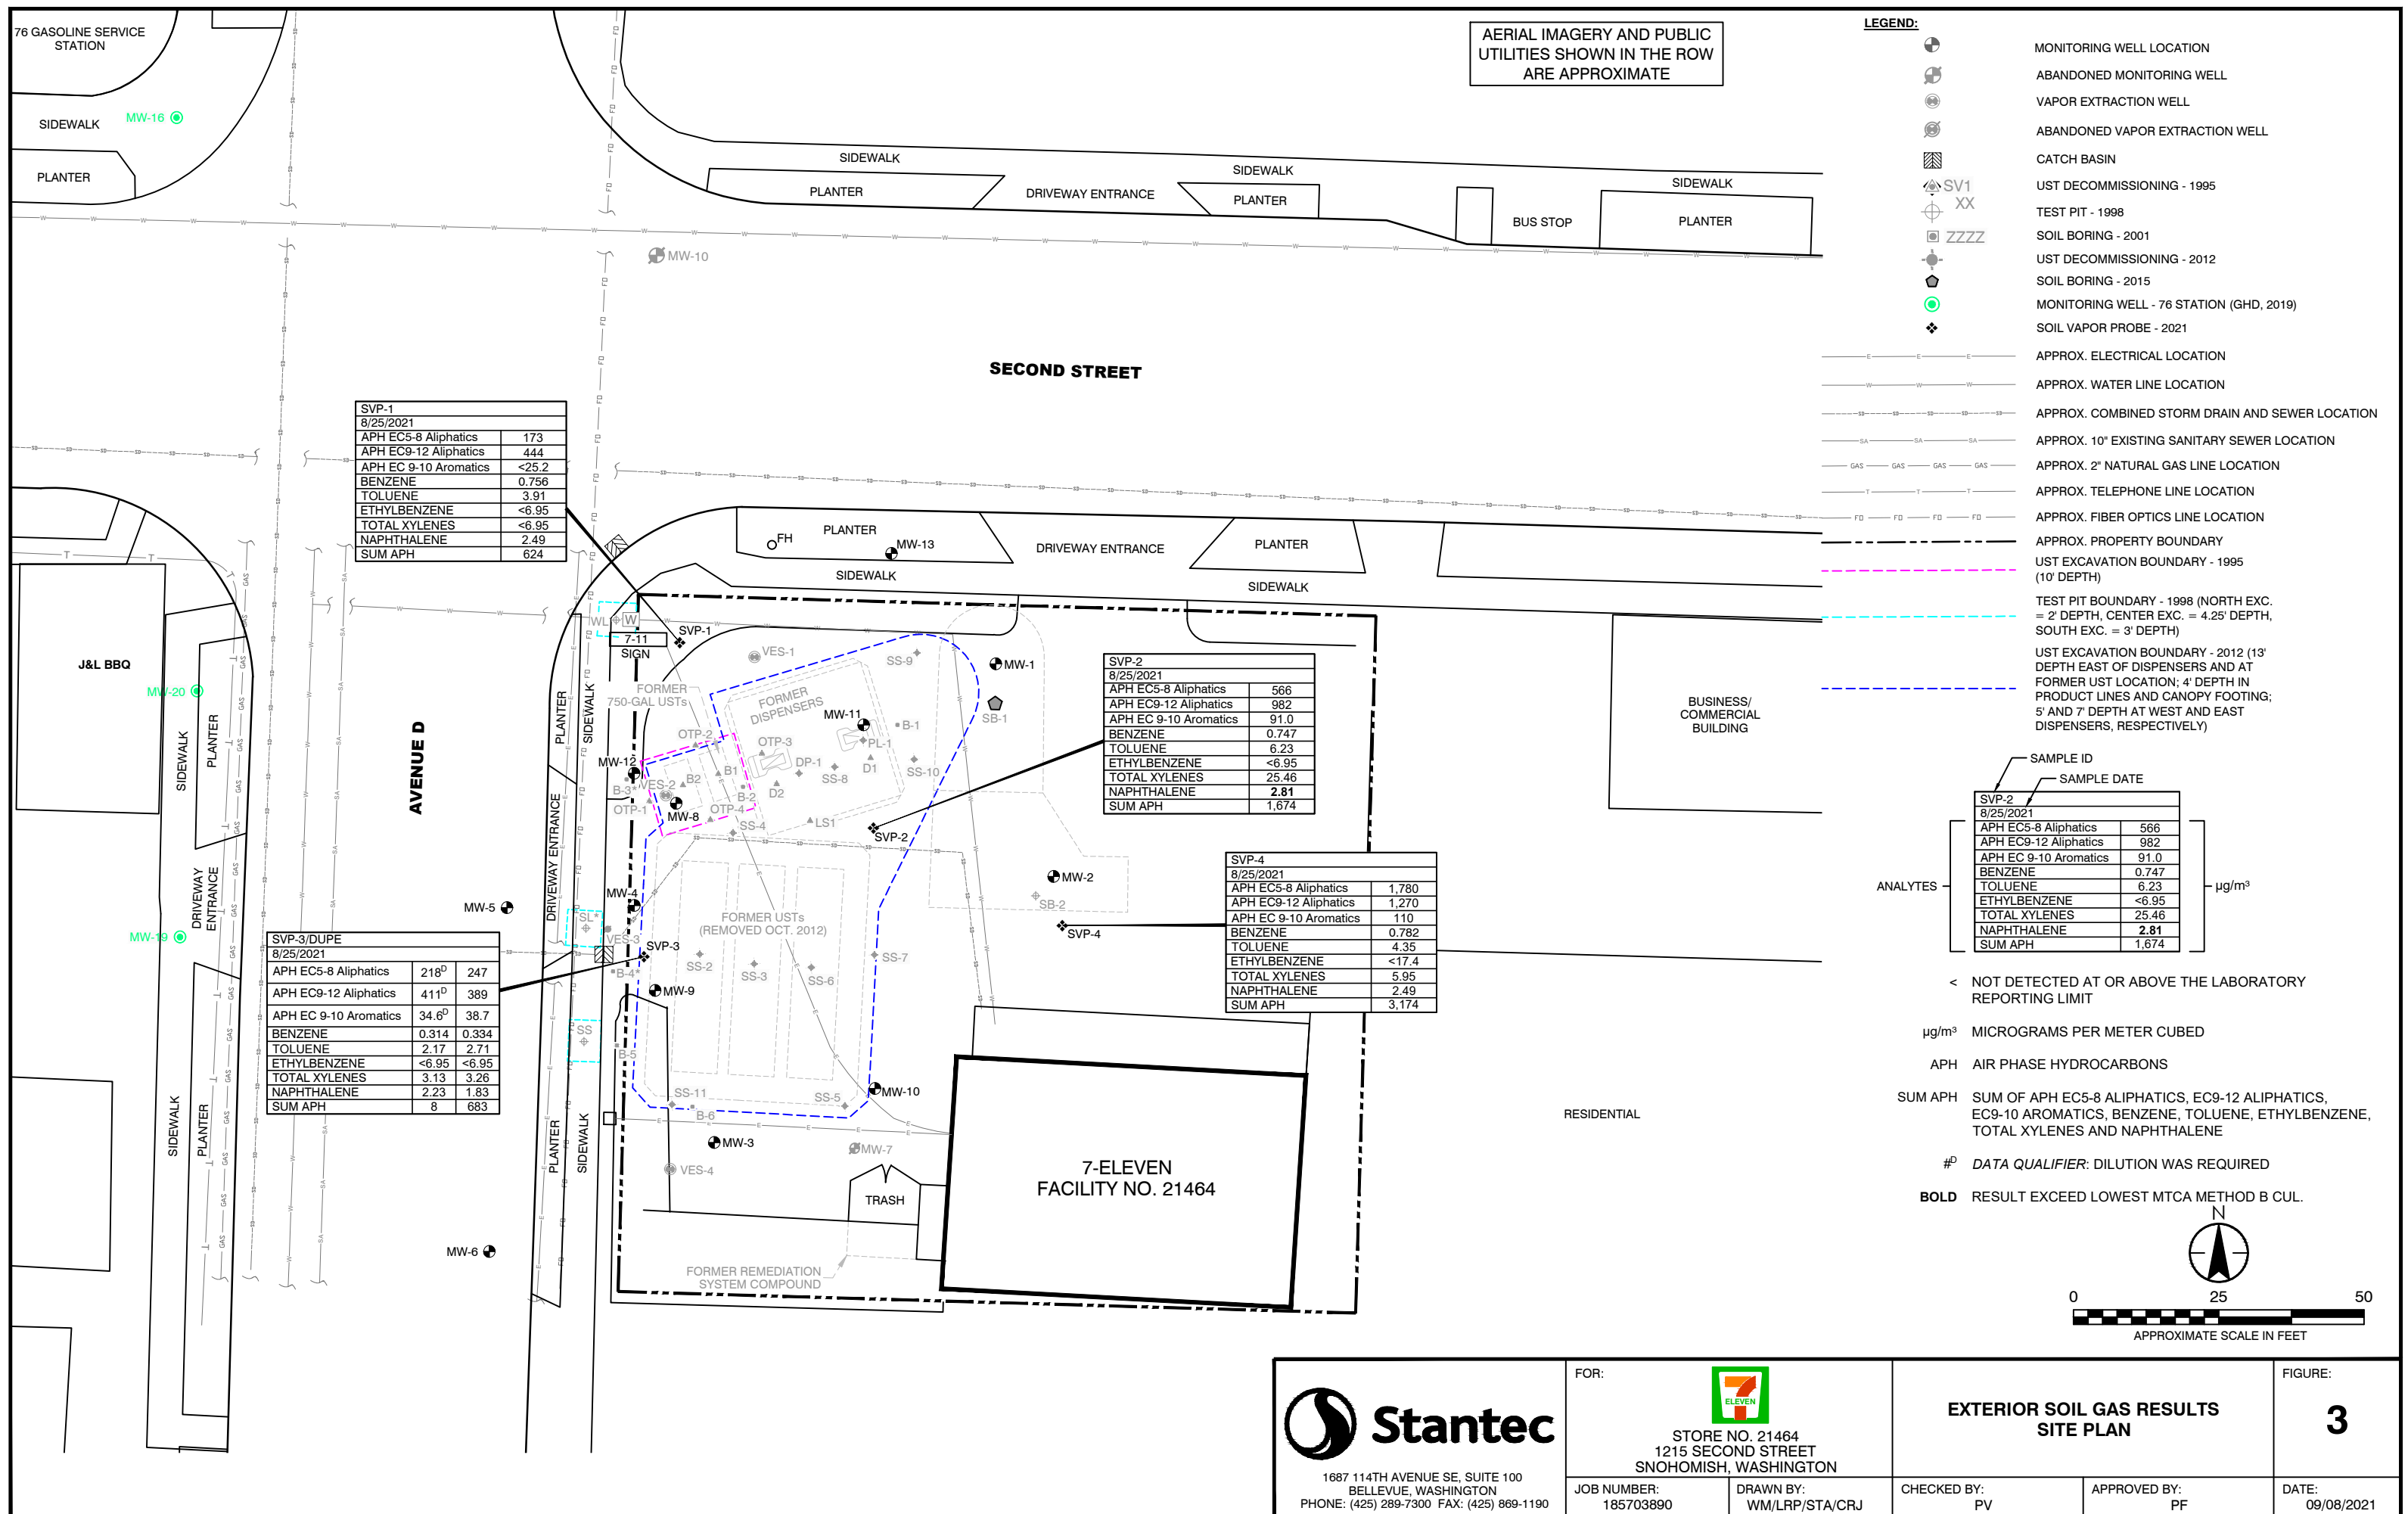 76 GASOLINE SERVICE
STATION
SIDEWALK
MW-16
PLANTER
AERIAL IMAGERY AND PUBLIC
UTILITIES SHOWN IN THE ROW
ARE APPROXIMATE
SIDEWALK
PLANTER
DRIVEWAY ENTRANCE
SIDEWALK
PLANTER
BUS STOP
SIDEWALK
PLANTER
MW-10
SECOND STREET
SVP-1
8/25/2021
APH EC5-8 Aliphatics 173
APH EC9-12 Aliphatics 444
APH EC 9-10 Aromatics <25.2
BENZENE 0.756
TOLUENE 3.91
ETHYLBENZENE <6.95
TOTAL XYLENES <6.95
NAPHTHALENE 2.49
SUM APH 624
FH
PLANTER
MW-13
DRIVEWAY ENTRANCE
PLANTER
SIDEWALK
SIDEWALK
WL
W
7-11
SIGN
SVP-1
VES-1
SS-9
MW-1
FORMER
750-GAL USTs
FORMER
DISPENSERS
SB-1
MW-11
B-1
OTP-2
OTP-3
PL-1
MW-12
B1
DP-1
SS-8
D1
SS-10
B-3*
VES-2
B2
B-2
D2
OTP-1
MW-8
OTP-4
SS-4
LS1
SVP-2
SVP-2
8/25/2021
APH EC5-8 Aliphatics 566
APH EC9-12 Aliphatics 982
APH EC 9-10 Aromatics 91.0
BENZENE 0.747
TOLUENE 6.23
ETHYLBENZENE <6.95
TOTAL XYLENES 25.46
NAPHTHALENE 2.81
SUM APH 1,674
BUSINESS/
COMMERCIAL
BUILDING
J&L BBQ
MW-20
MW-19
SIDEWALK
PLANTER
DRIVEWAY
ENTRANCE
SIDEWALK
PLANTER
AVENUE D
PLANTER
SIDEWALK
DRIVEWAY ENTRANCE
PLANTER
SIDEWALK
MW-5
MW-6
MW-4
SL*
VES-3
SVP-3
B-4*
MW-9
SS
B-5
FORMER USTs
(REMOVED OCT. 2012)
SS-2
SS-3
SS-6
SS-7
MW-2
SB-2
SVP-4
SVP-4
8/25/2021
APH EC5-8 Aliphatics 1,780
APH EC9-12 Aliphatics 1,270
APH EC 9-10 Aromatics 110
BENZENE 0.782
TOLUENE 4.35
ETHYLBENZENE <17.4
TOTAL XYLENES 5.95
NAPHTHALENE 2.49
SUM APH 3,174
SVP-3/DUPE
8/25/2021
APH EC5-8 Aliphatics 218D 247
APH EC9-12 Aliphatics 411D 389
APH EC 9-10 Aromatics 34.6D 38.7
BENZENE 0.314 0.334
TOLUENE 2.17 2.71
ETHYLBENZENE <6.95 <6.95
TOTAL XYLENES 3.13 3.26
NAPHTHALENE 2.23 1.83
SUM APH 8 683
SS-11
B-6
SS-5
MW-10
MW-3
MW-7
VES-4
TRASH
7-ELEVEN
FACILITY NO. 21464
RESIDENTIAL
FORMER REMEDIATION
SYSTEM COMPOUND
LEGEND:
MONITORING WELL LOCATION
ABANDONED MONITORING WELL
VAPOR EXTRACTION WELL
ABANDONED VAPOR EXTRACTION WELL
CATCH BASIN
SV1 UST DECOMMISSIONING - 1995
XX TEST PIT - 1998
ZZZZ SOIL BORING - 2001
UST DECOMMISSIONING - 2012
SOIL BORING - 2015
MONITORING WELL - 76 STATION (GHD, 2019)
SOIL VAPOR PROBE - 2021
E E E APPROX. ELECTRICAL LOCATION
W W W APPROX. WATER LINE LOCATION
SD SD SD SD SD SD APPROX. COMBINED STORM DRAIN AND SEWER LOCATION
SA SA SA APPROX. 10" EXISTING SANITARY SEWER LOCATION
GAS GAS GAS GAS APPROX. 2" NATURAL GAS LINE LOCATION
T T T APPROX. TELEPHONE LINE LOCATION
FO FO FO FO APPROX. FIBER OPTICS LINE LOCATION
APPROX. PROPERTY BOUNDARY
UST EXCAVATION BOUNDARY - 1995
(10' DEPTH)
TEST PIT BOUNDARY - 1998 (NORTH EXC.
= 2' DEPTH, CENTER EXC. = 4.25' DEPTH,
SOUTH EXC. = 3' DEPTH)
UST EXCAVATION BOUNDARY - 2012 (13'
DEPTH EAST OF DISPENSERS AND AT
FORMER UST LOCATION; 4' DEPTH IN
PRODUCT LINES AND CANOPY FOOTING;
5' AND 7' DEPTH AT WEST AND EAST
DISPENSERS, RESPECTIVELY)
SAMPLE ID
SAMPLE DATE
SVP-2
8/25/2021
APH EC5-8 Aliphatics 566
APH EC9-12 Aliphatics 982
APH EC 9-10 Aromatics 91.0
BENZENE 0.747
TOLUENE 6.23
ETHYLBENZENE <6.95
TOTAL XYLENES 25.46
NAPHTHALENE 2.81
SUM APH 1,674
ANALYTES
µg/m³
< NOT DETECTED AT OR ABOVE THE LABORATORY
REPORTING LIMIT
µg/m³ MICROGRAMS PER METER CUBED
APH AIR PHASE HYDROCARBONS
SUM APH SUM OF APH EC5-8 ALIPHATICS, EC9-12 ALIPHATICS,
EC9-10 AROMATICS, BENZENE, TOLUENE, ETHYLBENZENE,
TOTAL XYLENES AND NAPHTHALENE
#D DATA QUALIFIER: DILUTION WAS REQUIRED
BOLD RESULT EXCEED LOWEST MTCA METHOD B CUL.
N
0 25 50
APPROXIMATE SCALE IN FEET
Stantec
1687 114TH AVENUE SE, SUITE 100
BELLEVUE, WASHINGTON
PHONE: (425) 289-7300 FAX: (425) 869-1190
FOR:
7 ELEVEN
STORE NO. 21464
1215 SECOND STREET
SNOHOMISH, WASHINGTON
JOB NUMBER:
185703890
DRAWN BY:
WM/LRP/STA/CRJ
EXTERIOR SOIL GAS RESULTS
SITE PLAN
CHECKED BY:
PV
APPROVED BY:
PF
FIGURE:
3
DATE:
09/08/2021